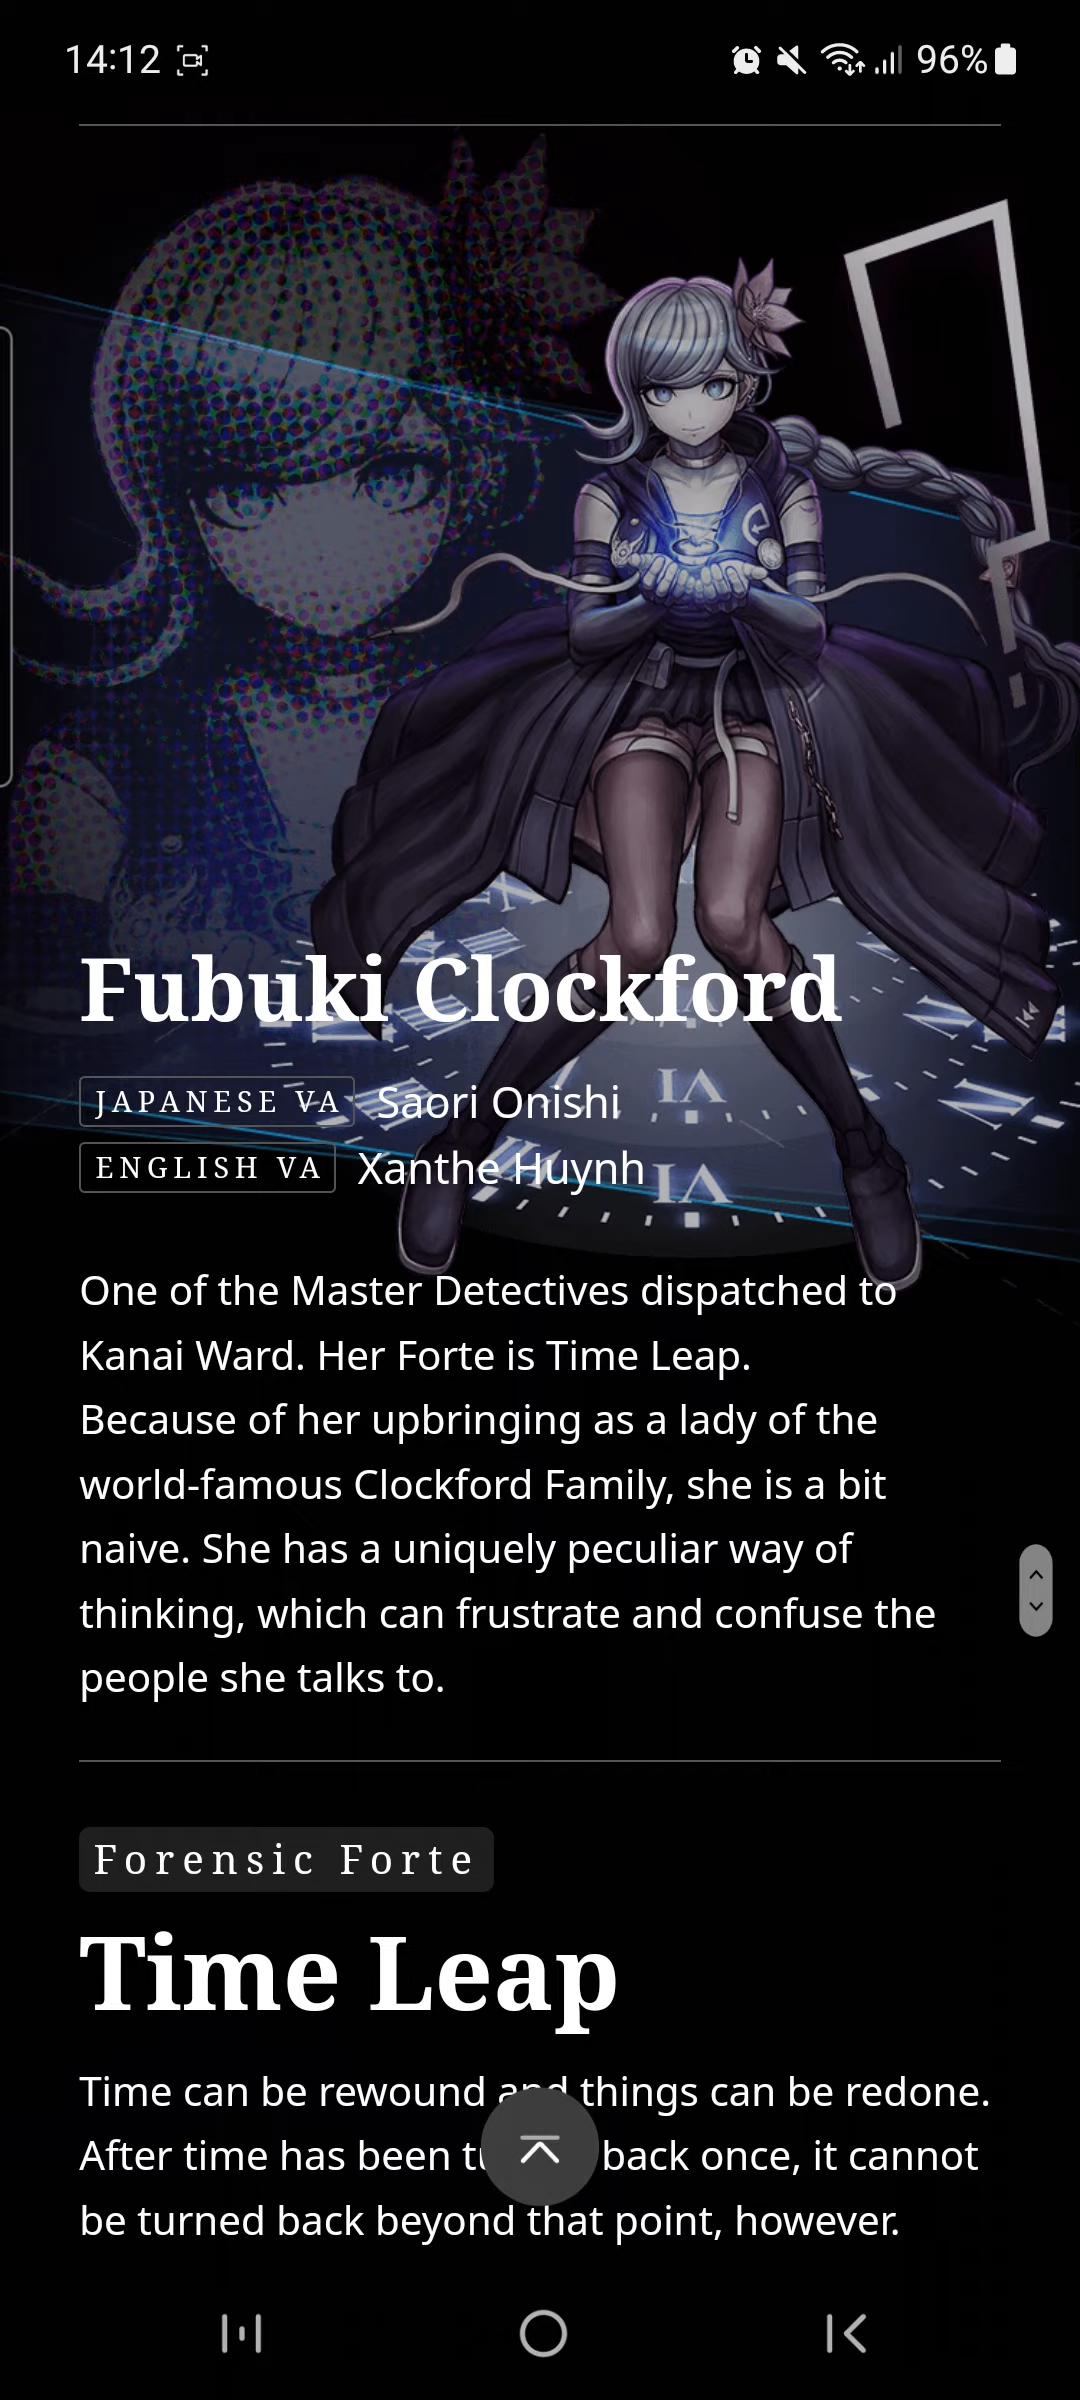 14:12 96%
Fubuki Clockford
JAPANESE VA Saori Onishi
ENGLISH VA Xanthe Huynh
One of the Master Detectives dispatched to
Kanai Ward. Her Forte is Time Leap.
Because of her upbringing as a lady of the
world-famous Clockford Family, she is a bit
naive. She has a uniquely peculiar way of
thinking, which can frustrate and confuse the
people she talks to.
Forensic Forte
Time Leap
Time can be rewound and things can be redone.
After time has been back once, it cannot
be turned back beyond that point, however.
VI
VI